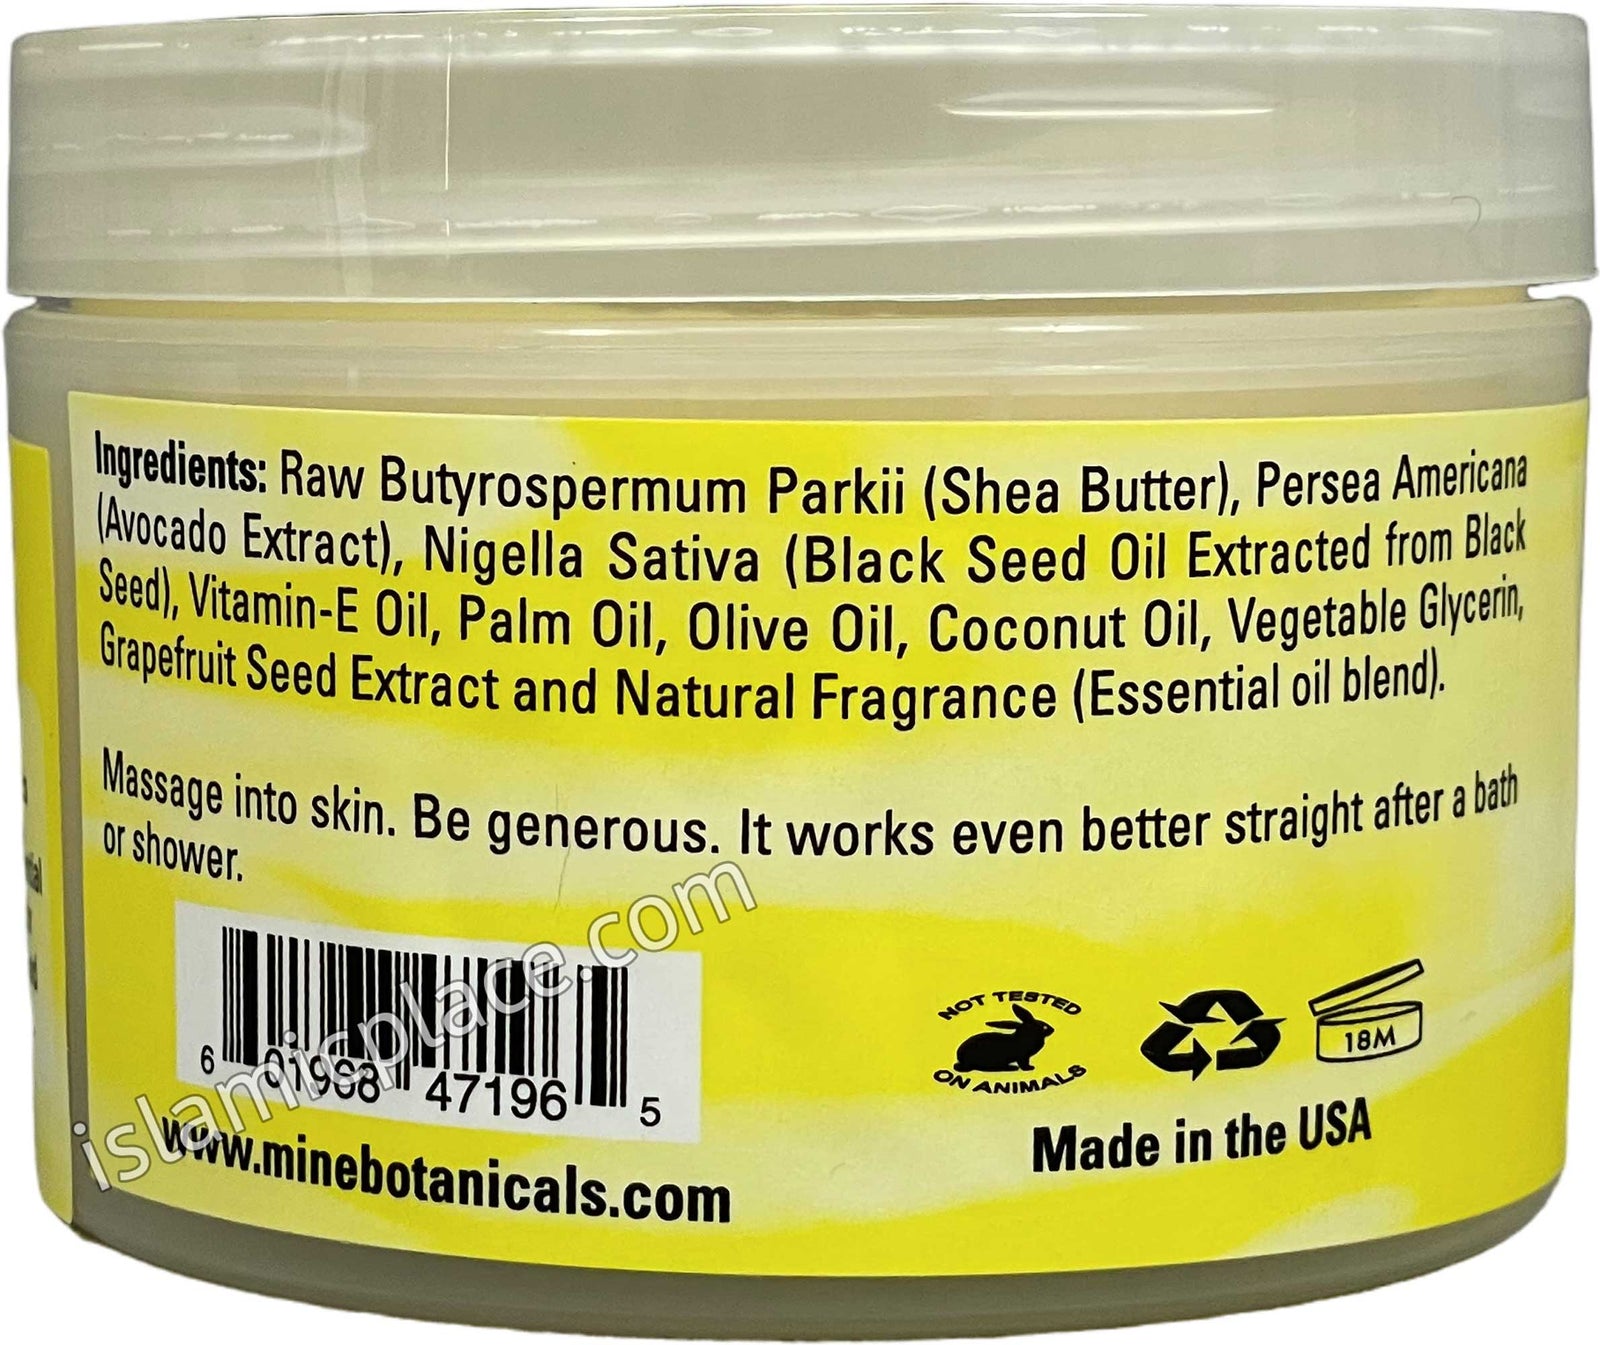 Ingredients: Raw Butyrospermum Parkii (Shea Butter), Persea Americana
(Avocado Extract), Nigella Sativa (Black Seed Oil Extracted from Black
Seed), Vitamin-E Oil, Palm Oil, Olive Oil, Coconut Oil, Vegetable Glycerin,
Grapefruit Seed Extract and Natural Fragrance (Essential oil blend).
Massage into skin. Be generous. It works even better straight after a bath
or shower.
6 01998 47196 5
islamicplace.com
www.minebotanicals.com
NOT TESTED
ON ANIMALS
18M
Made in the USA